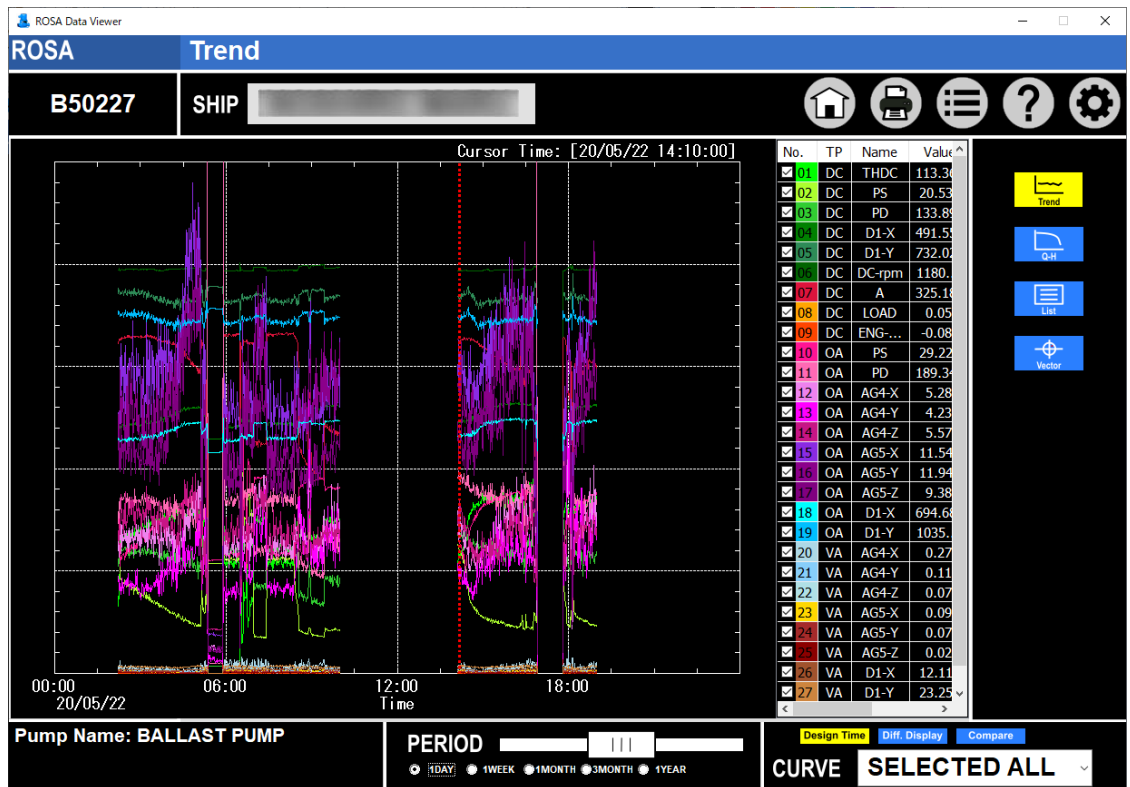 ROSA Data Viewer
ROSA Trend
B50227 SHIP
Cursor Time: [20/05/22 14:10:00]
No. TP Name Value
01 DC THDC 113.36
02 DC PS 20.53
03 DC PD 133.89
04 DC D1-X 491.55
05 DC D1-Y 732.02
06 DC DC-rpm 1180.
07 DC A 325.18
08 DC LOAD 0.05
09 DC ENG-... -0.08
10 OA PS 29.22
11 OA PD 189.34
12 OA AG4-X 5.28
13 OA AG4-Y 4.23
14 OA AG4-Z 5.57
15 OA AG5-X 11.54
16 OA AG5-Y 11.94
17 OA AG5-Z 9.38
18 OA D1-X 694.68
19 OA D1-Y 1035.
20 VA AG4-X 0.27
21 VA AG4-Y 0.11
22 VA AG4-Z 0.07
23 VA AG5-X 0.09
24 VA AG5-Y 0.07
25 VA AG5-Z 0.02
26 VA D1-X 12.11
27 VA D1-Y 23.25
Trend
Q-H
List
Vector
00:00 06:00 12:00 18:00
20/05/22 Time
Pump Name: BALLAST PUMP
PERIOD
1DAY 1WEEK 1MONTH 3MONTH 1YEAR
Design Time Diff. Display Compare
CURVE SELECTED ALL